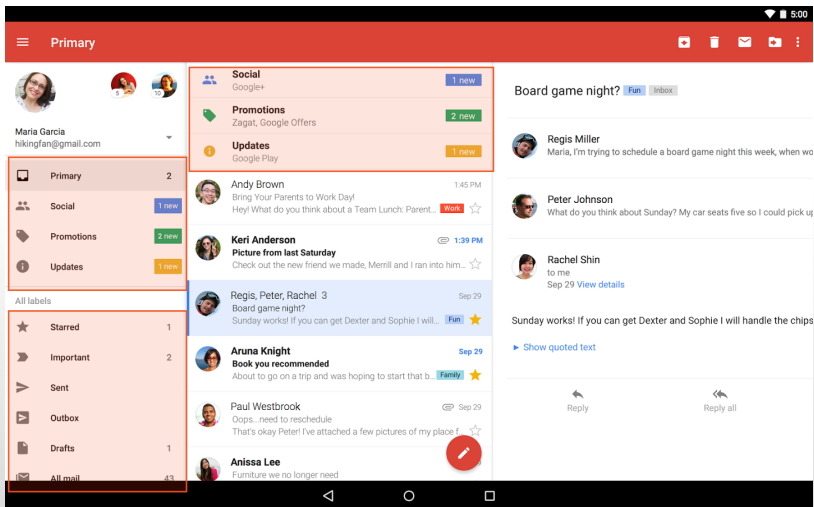 5:00
Primary
5
10
Maria Garcia
hikingfan@gmail.com
Primary 2
Social 1 new
Promotions 2 new
Updates 1 new
All labels
Starred 1
Important 2
Sent
Outbox
Drafts 1
All mail 43
Social
Google+
1 new
Promotions
Zagat, Google Offers
2 new
Updates
Google Play
1 new
Andy Brown 1:45 PM
Bring Your Parents to Work Day!
Hey! What do you think about a Team Lunch: Parent... Work
Keri Anderson 1:39 PM
Picture from last Saturday
Check out the new friend we made, Merrill and I ran into him...
Regis, Peter, Rachel 3 Sep 29
Board game night?
Sunday works! If you can get Dexter and Sophie I will... Fun
Aruna Knight Sep 29
Book you recommended
About to go on a trip and was hoping to start that b... Family
Paul Westbrook Sep 29
Oops...need to reschedule
That's okay Peter! I've attached a few pictures of my place f...
Anissa Lee
Furniture we no longer need
Board game night? Fun Inbox
Regis Miller
Maria, I'm trying to schedule a board game night this week, when wo
Peter Johnson
What do you think about Sunday? My car seats five so I could pick up
Rachel Shin
to me
Sep 29 View details
Sunday works! If you can get Dexter and Sophie I will handle the chips
► Show quoted text
Reply Reply all